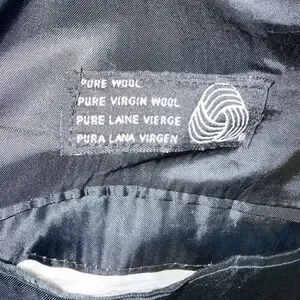 PURE WOOL
PURE VIRGIN WOOL
PURE LAINE VIERGE
PURA LANA VIRGEN